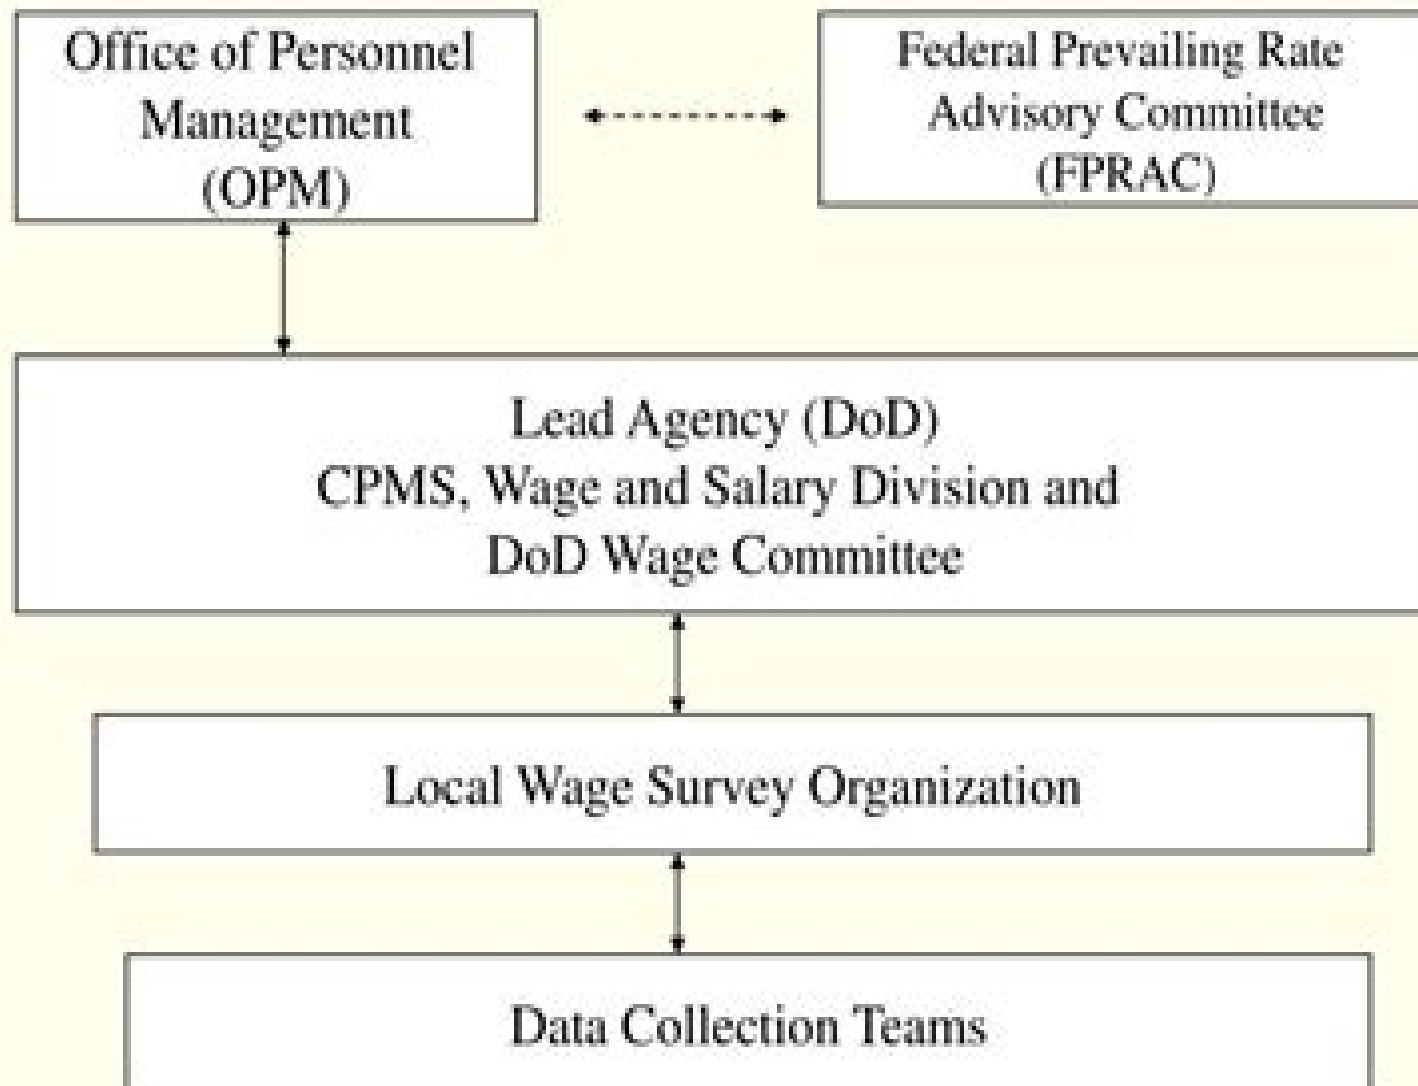 Office of Personnel
Management
(OPM)
Federal Prevailing Rate
Advisory Committee
(FPRAC)
Lead Agency (DoD)
CPMS, Wage and Salary Division and
DoD Wage Committee
Local Wage Survey Organization
Data Collection Teams